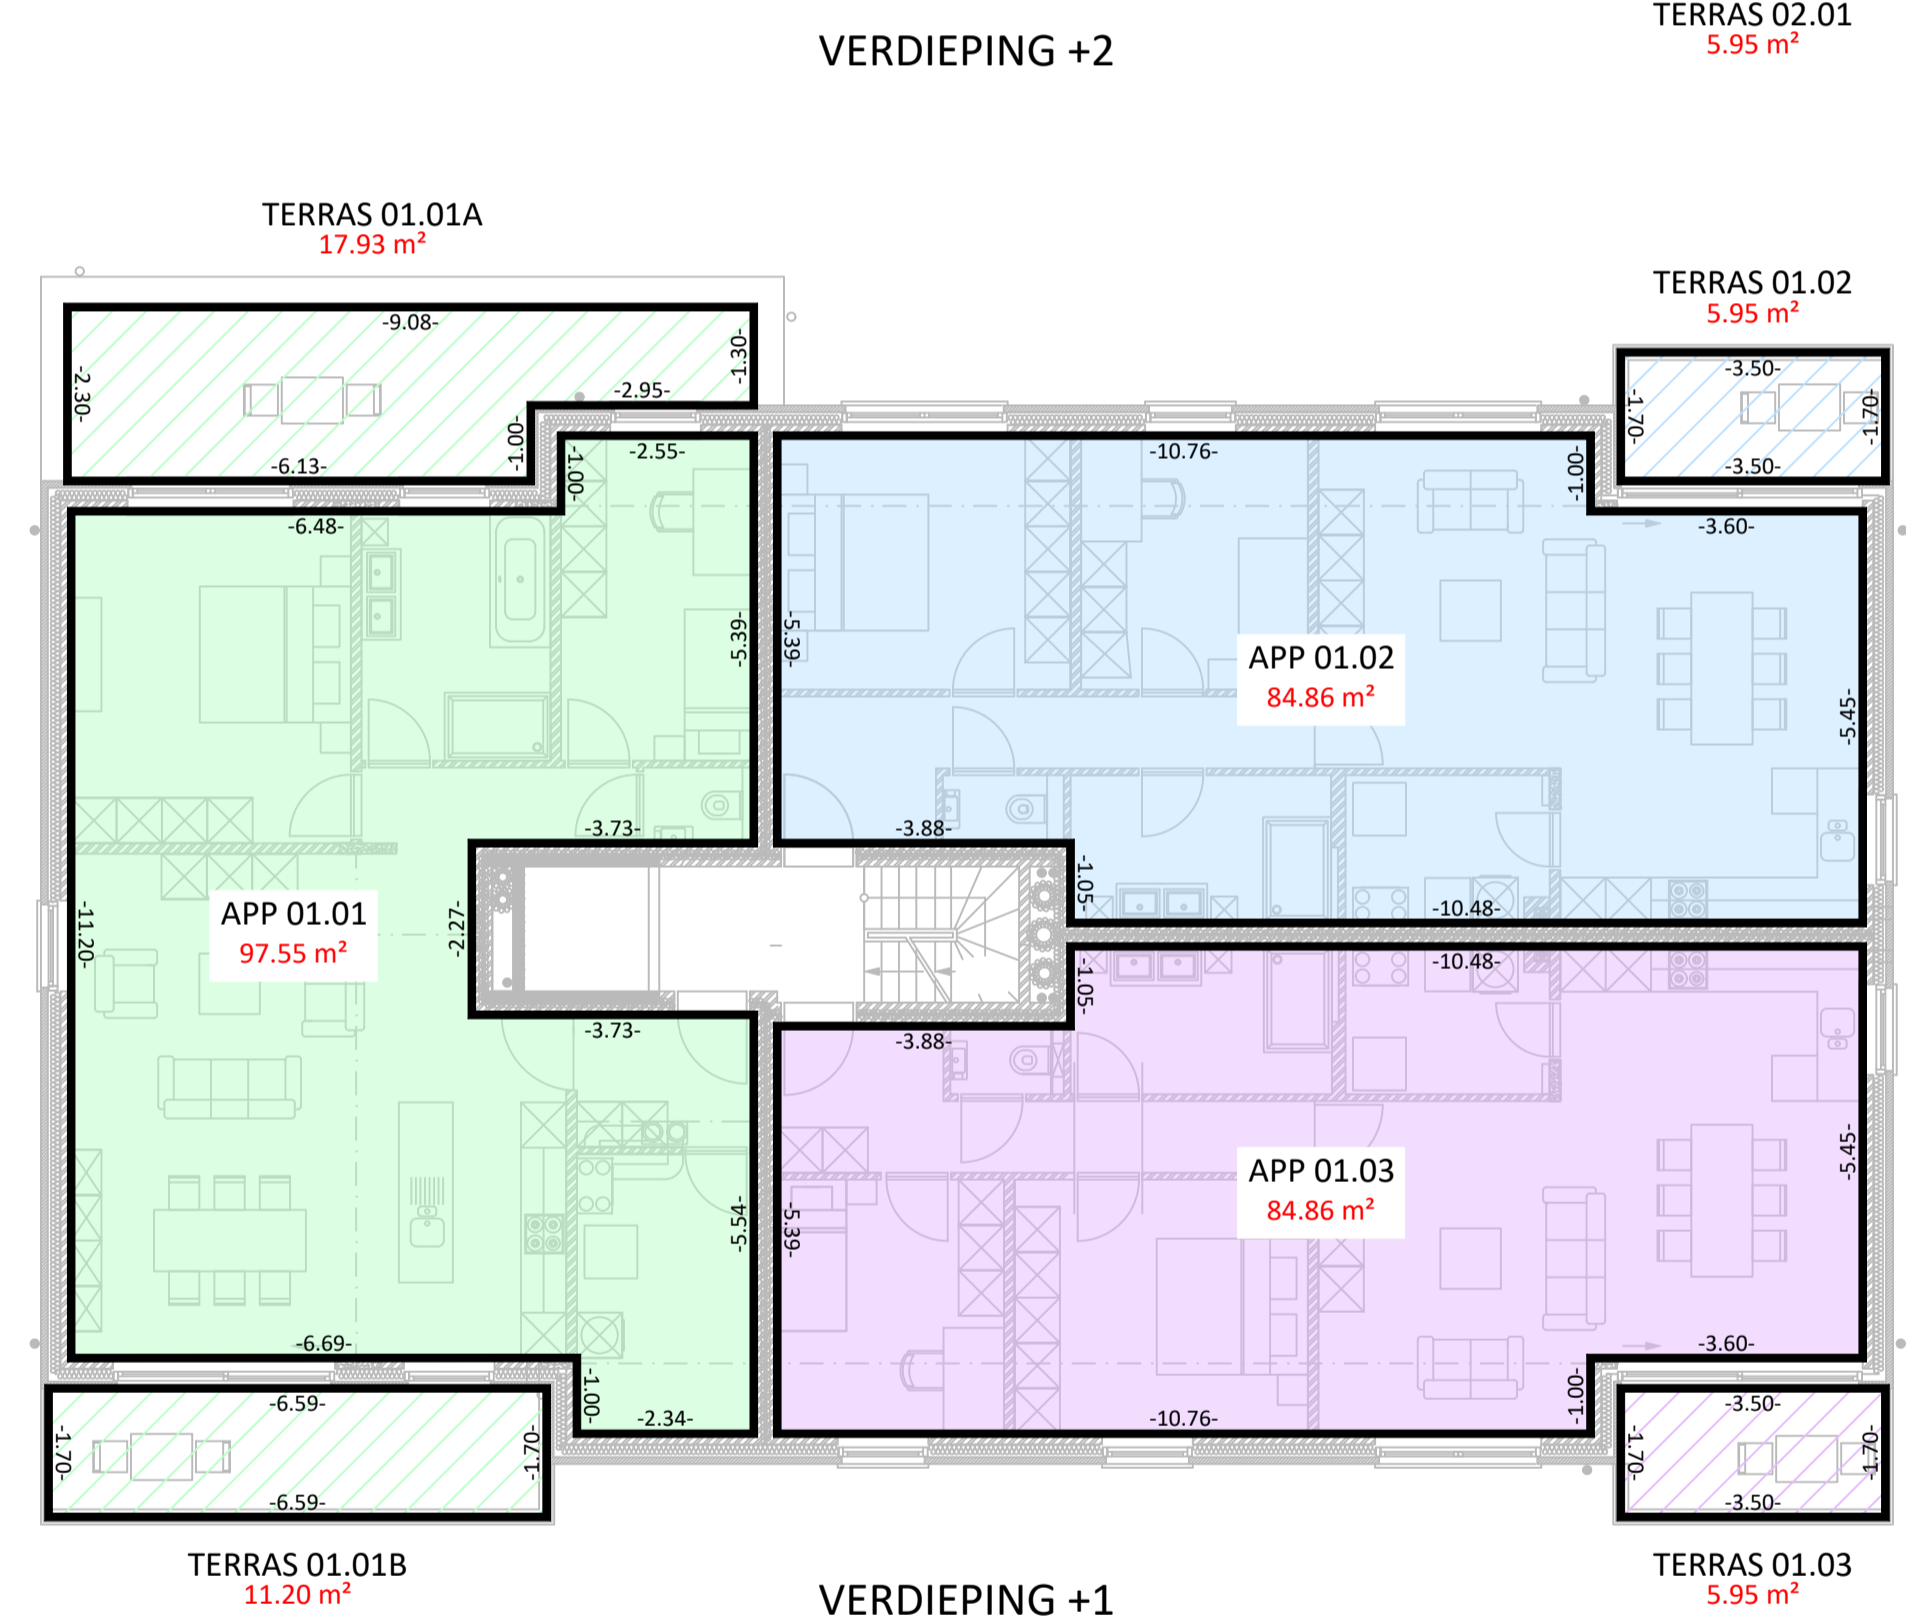 TERRAS 02.01
5.95 m²
VERDIEPING +2
TERRAS 01.01A
17.93 m²
TERRAS 01.02
5.95 m²
-9.08-
-2.30-
-1.30-
-2.95-
-1.00-
-6.13-
-3.50-
-1.70-
-1.70-
-3.50-
-1.00-
-2.55-
-10.76-
-1.00-
-6.48-
-3.60-
-5.39-
-5.39-
APP 01.02
84.86 m²
-5.45-
-3.73-
-3.88-
-1.05-
-11.20-
APP 01.01
97.55 m²
-2.27-
-10.48-
-10.48-
-1.05-
-3.73-
-3.88-
-5.45-
APP 01.03
84.86 m²
-5.54-
-5.39-
-6.69-
-3.60-
-1.00-
-2.34-
-10.76-
-1.00-
-6.59-
-1.70-
-1.70-
-6.59-
-3.50-
-1.70-
-1.70-
-3.50-
TERRAS 01.01B
11.20 m²
VERDIEPING +1
TERRAS 01.03
5.95 m²